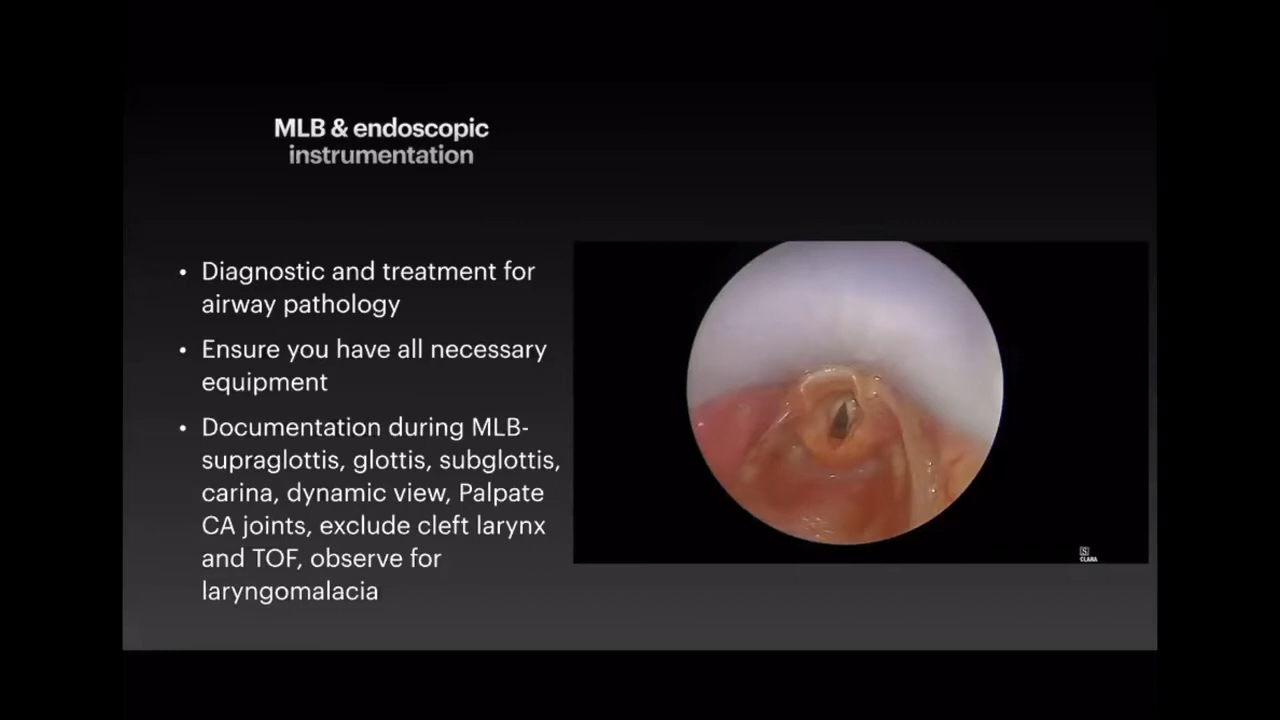 MLB & endoscopic
instrumentation
• Diagnostic and treatment for
airway pathology
• Ensure you have all necessary
equipment
• Documentation during MLB-
supraglottis, glottis, subglottis,
carina, dynamic view, Palpate
CA joints, exclude cleft larynx
and TOF, observe for
laryngomalacia
S
CLARA